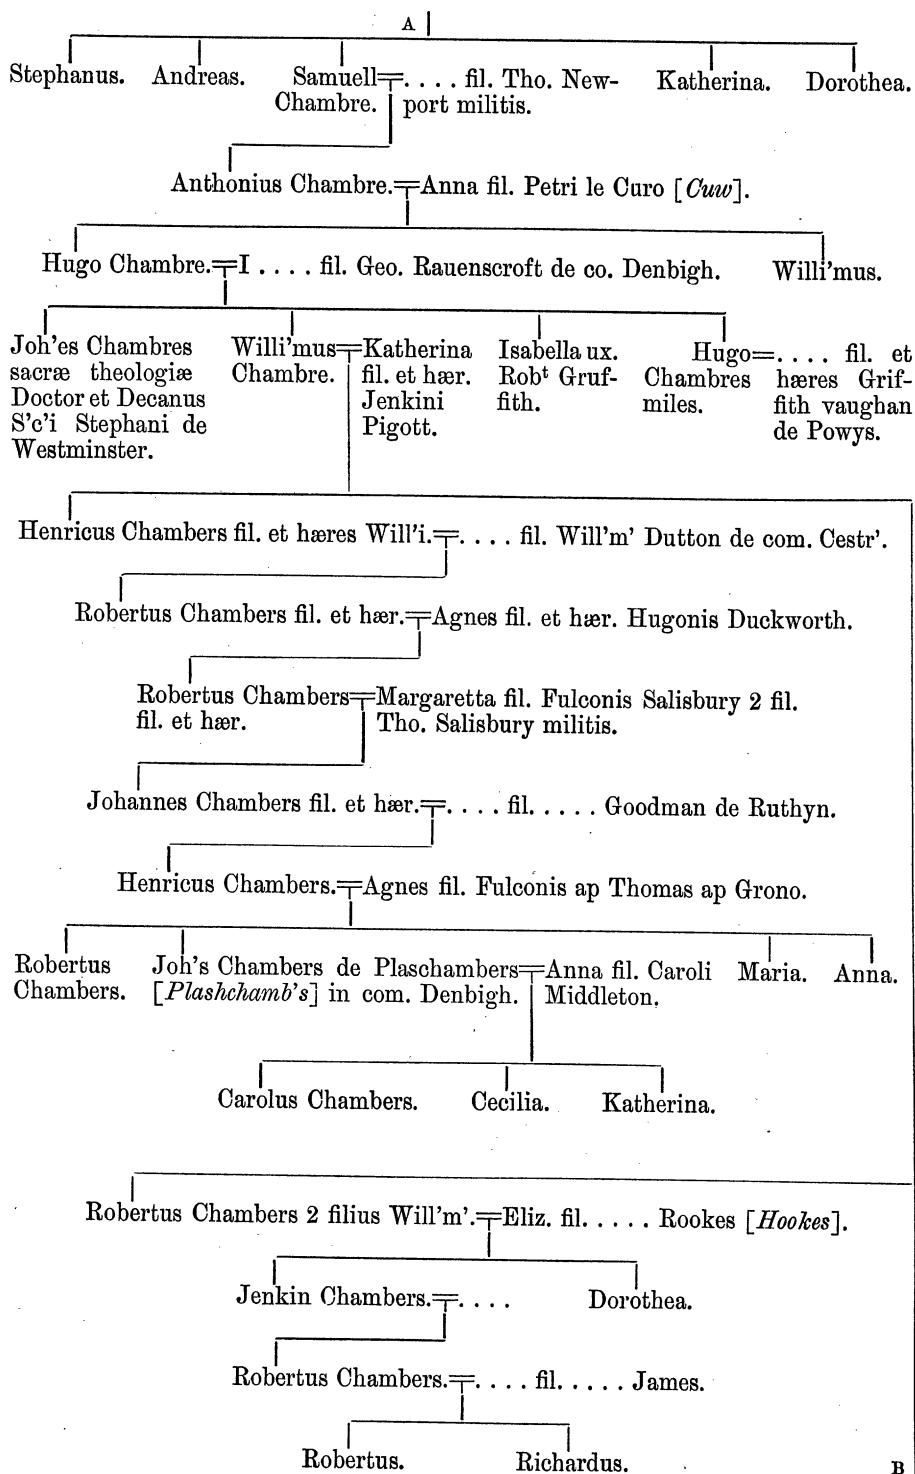 A
Stephanus. Andreas. Samuell=. . . . fil. Tho. New- Katherina. Dorothea.
Chambre. port militis.
Anthonius Chambre.=Anna fil. Petri le Curo [Cuw].
Hugo Chambre.=I . . . . fil. Geo. Rauenscroft de co. Denbigh. Willi'mus.
Joh'es Chambres
sacræ theologiæ
Doctor et Decanus
S'c'i Stephani de
Westminster.
Willi'mus=Katherina
Chambre. fil. et hær.
Jenkini
Pigott.
Isabella ux.
Robᵗ Gruf-
fith.
Hugo=. . . . fil. et
Chambres hæres Grif-
miles. fith vaughan
de Powys.
Henricus Chambers fil. et hæres Will'i.=. . . . fil. Will'm' Dutton de com. Cestr'.
Robertus Chambers fil. et hær.=Agnes fil. et hær. Hugonis Duckworth.
Robertus Chambers=Margaretta fil. Fulconis Salisbury 2 fil.
fil. et hær. Tho. Salisbury militis.
Johannes Chambers fil. et hær.=. . . . fil. . . . . Goodman de Ruthyn.
Henricus Chambers.=Agnes fil. Fulconis ap Thomas ap Grono.
Robertus Joh's Chambers de Plaschambers=Anna fil. Caroli Maria. Anna.
Chambers. [Plashchamb's] in com. Denbigh. Middleton.
Carolus Chambers. Cecilia. Katherina.
Robertus Chambers 2 filius Will'm'.=Eliz. fil. . . . . Rookes [Hookes].
Jenkin Chambers.=. . . . Dorothea.
Robertus Chambers.=. . . . fil. . . . . James.
Robertus. Richardus.
B